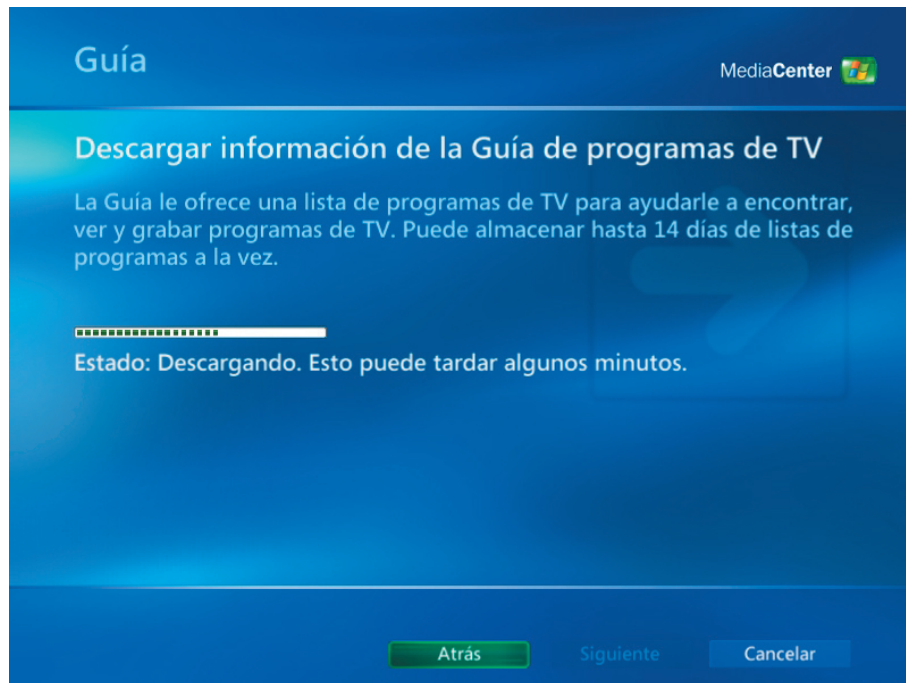 Guía
MediaCenter
Descargar información de la Guía de programas de TV
La Guía le ofrece una lista de programas de TV para ayudarle a encontrar,
ver y grabar programas de TV. Puede almacenar hasta 14 días de listas de
programas a la vez.
Estado: Descargando. Esto puede tardar algunos minutos.
Atrás Siguiente Cancelar